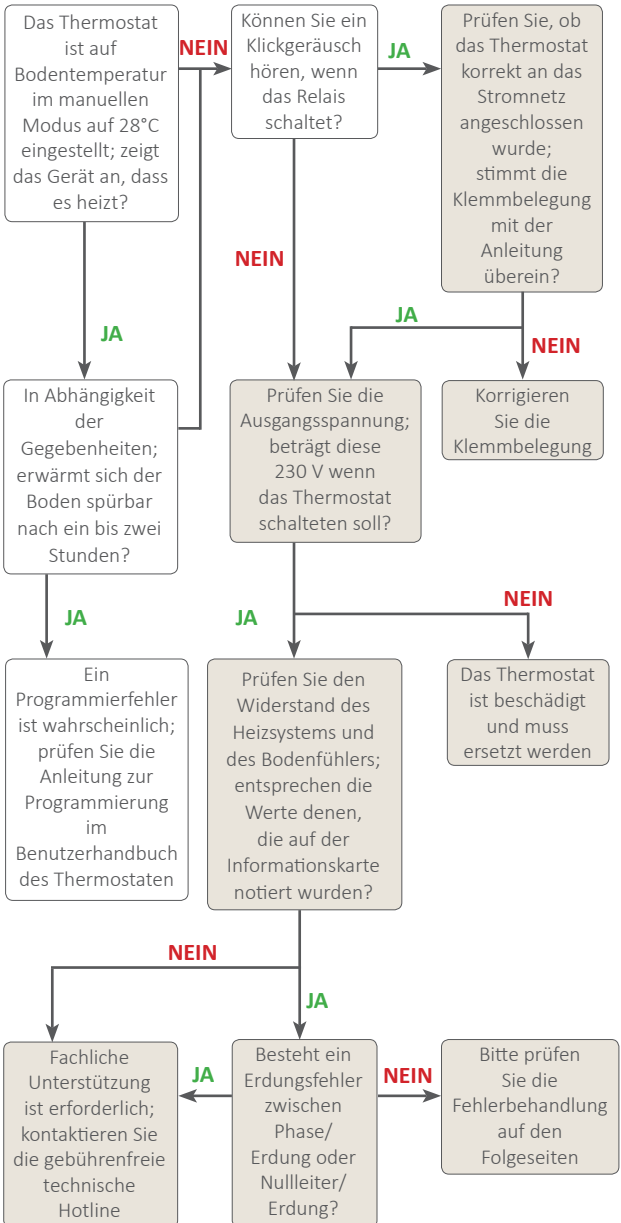 Das Thermostat
ist auf
Bodentemperatur
im manuellen
Modus auf 28°C
eingestellt; zeigt
das Gerät an, dass
es heizt?
NEIN
Können Sie ein
Klickgeräusch
hören, wenn
das Relais
schaltet?
JA
Prüfen Sie, ob
das Thermostat
korrekt an das
Stromnetz
angeschlossen
wurde;
stimmt die
Klemmbelegung
mit der
Anleitung
überein?
JA
NEIN
JA
NEIN
In Abhängigkeit
der
Gegebenheiten;
erwärmt sich der
Boden spürbar
nach ein bis zwei
Stunden?
Prüfen Sie die
Ausgangsspannung;
beträgt diese
230 V wenn
das Thermostat
schalteten soll?
Korrigieren
Sie die
Klemmbelegung
JA
JA
NEIN
Ein
Programmierfehler
ist wahrscheinlich;
prüfen Sie die
Anleitung zur
Programmierung
im
Benutzerhandbuch
des Thermostaten
Prüfen Sie den
Widerstand des
Heizsystems und
des Bodenfühlers;
entsprechen die
Werte denen,
die auf der
Informationskarte
notiert wurden?
Das Thermostat
ist beschädigt
und muss
ersetzt werden
NEIN
JA
Fachliche
Unterstützung
ist erforderlich;
kontaktieren Sie
die gebührenfreie
technische
Hotline
JA
Besteht ein
Erdungsfehler
zwischen
Phase/
Erdung oder
Nullleiter/
Erdung?
NEIN
Bitte prüfen
Sie die
Fehlerbehandlung
auf den
Folgeseiten